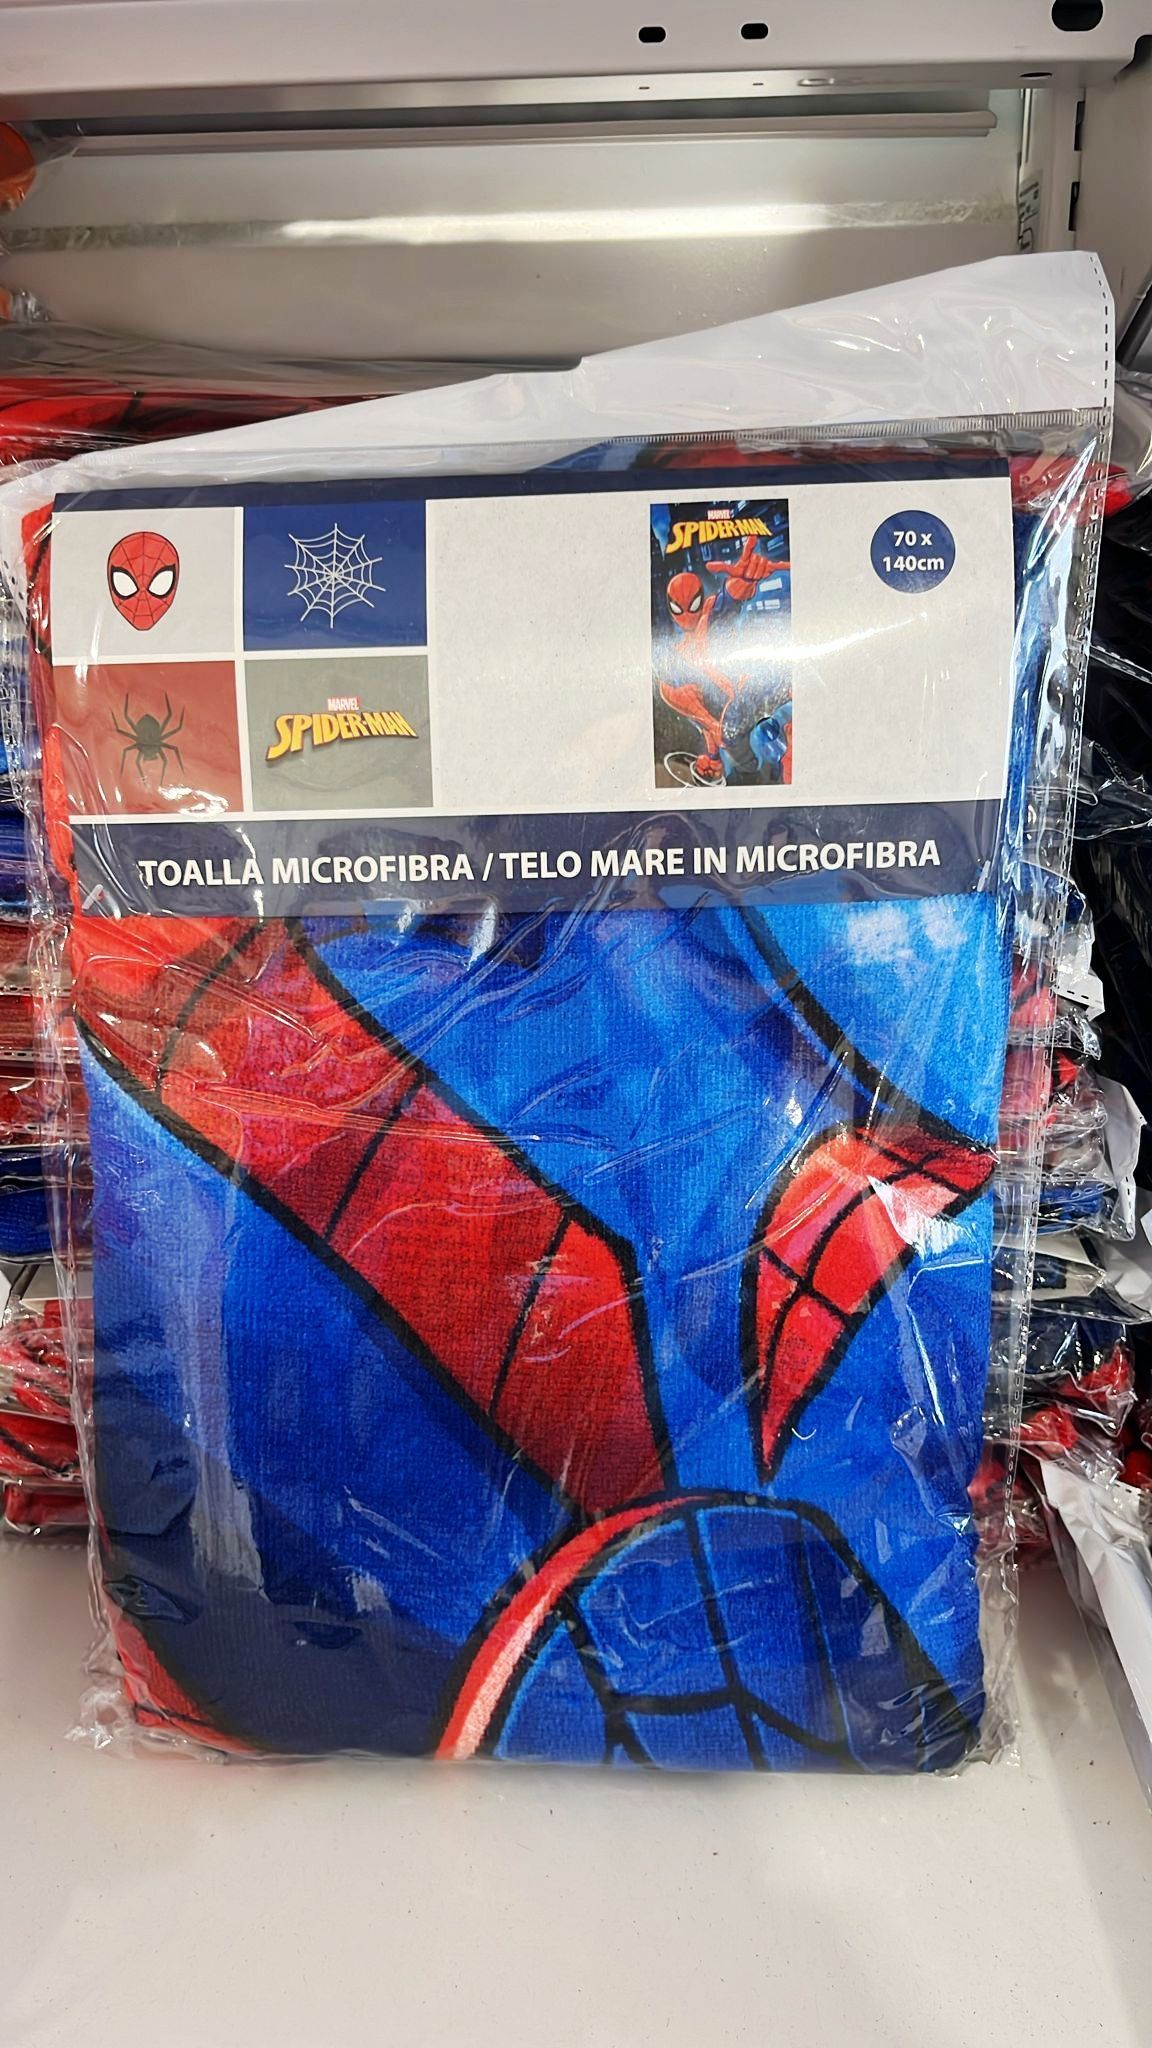 MARVEL
SPIDER-MAN
70 x
140cm
MARVEL
SPIDER-MAN
TOALLA MICROFIBRA / TELO MARE IN MICROFIBRA